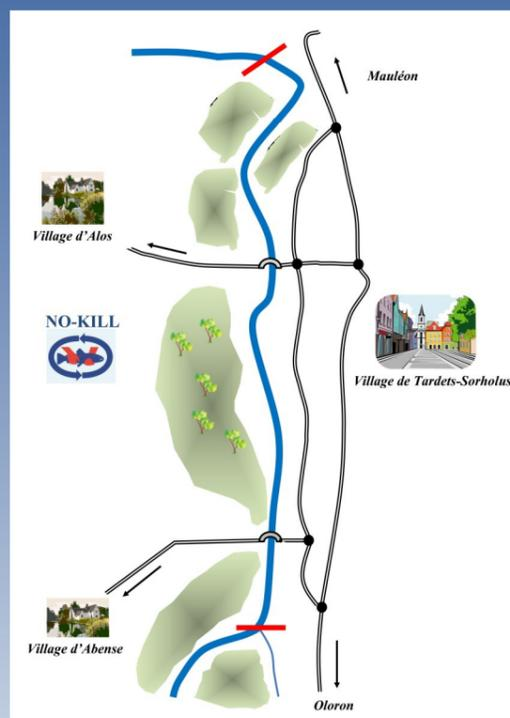 Mauléon
Village d'Alos
NO-KILL
Village de Tardets-Sorholus
Village d'Abense
Oloron